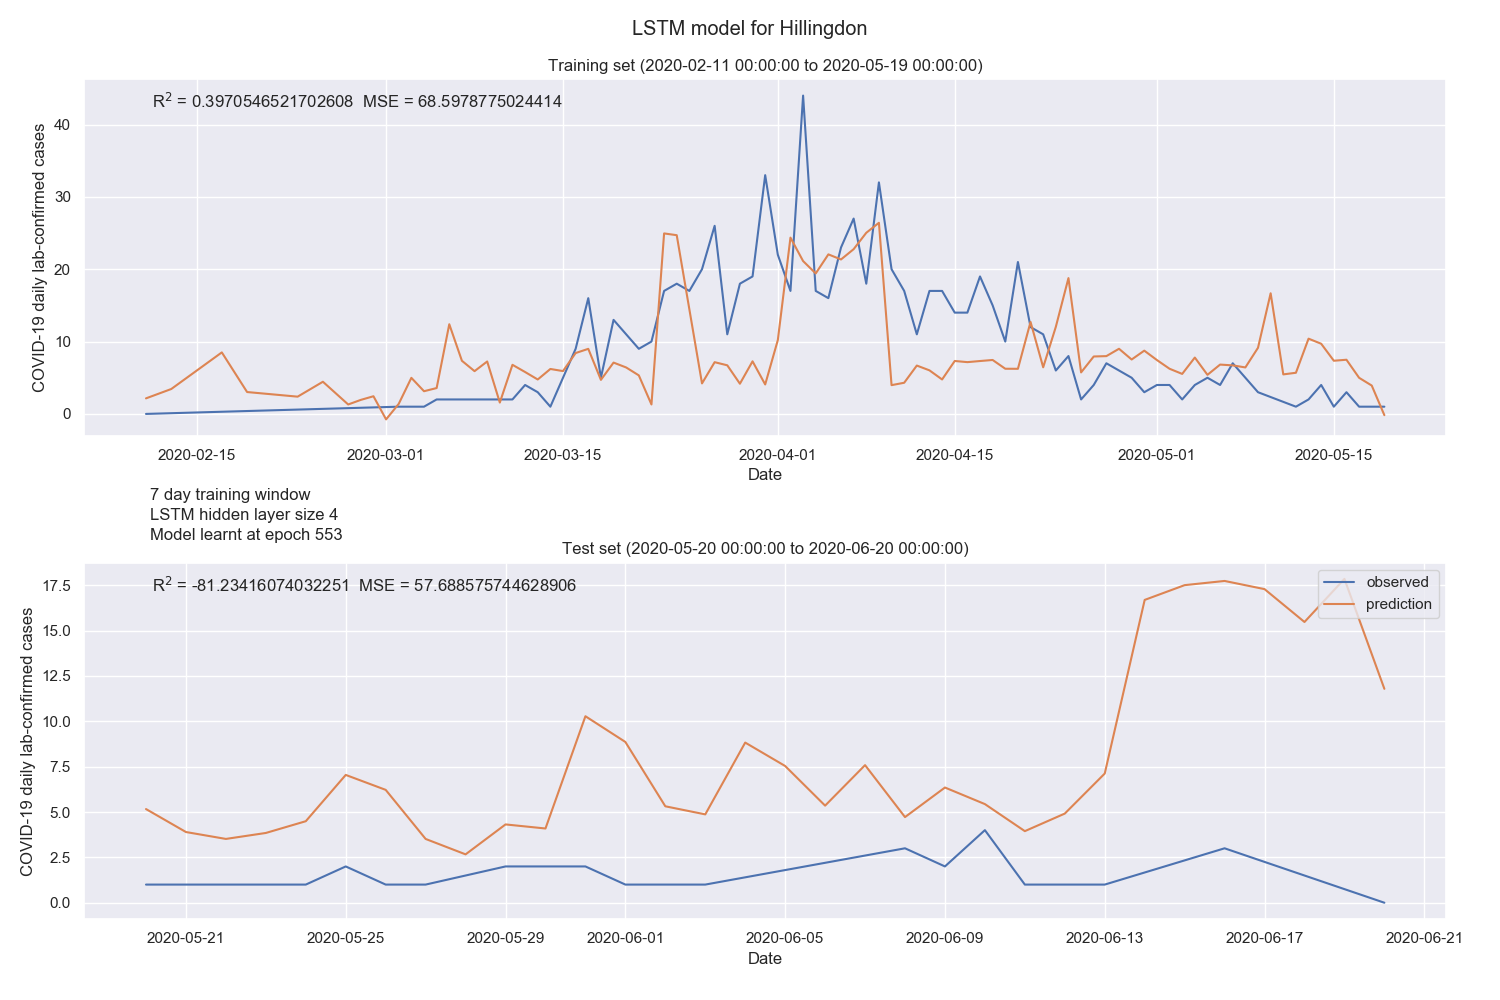 LSTM model for Hillingdon
Training set (2020-02-11 00:00:00 to 2020-05-19 00:00:00)
R² = 0.3970546521702608 MSE = 68.5978775024414
COVID-19 daily lab-confirmed cases
40
30
20
10
0
2020-02-15 2020-03-01 2020-03-15 2020-04-01 2020-04-15 2020-05-01 2020-05-15
Date
7 day training window
LSTM hidden layer size 4
Model learnt at epoch 553
Test set (2020-05-20 00:00:00 to 2020-06-20 00:00:00)
R² = -81.23416074032251 MSE = 57.688575744628906
observed
prediction
COVID-19 daily lab-confirmed cases
17.5
15.0
12.5
10.0
7.5
5.0
2.5
0.0
2020-05-21 2020-05-25 2020-05-29 2020-06-01 2020-06-05 2020-06-09 2020-06-13 2020-06-17 2020-06-21
Date